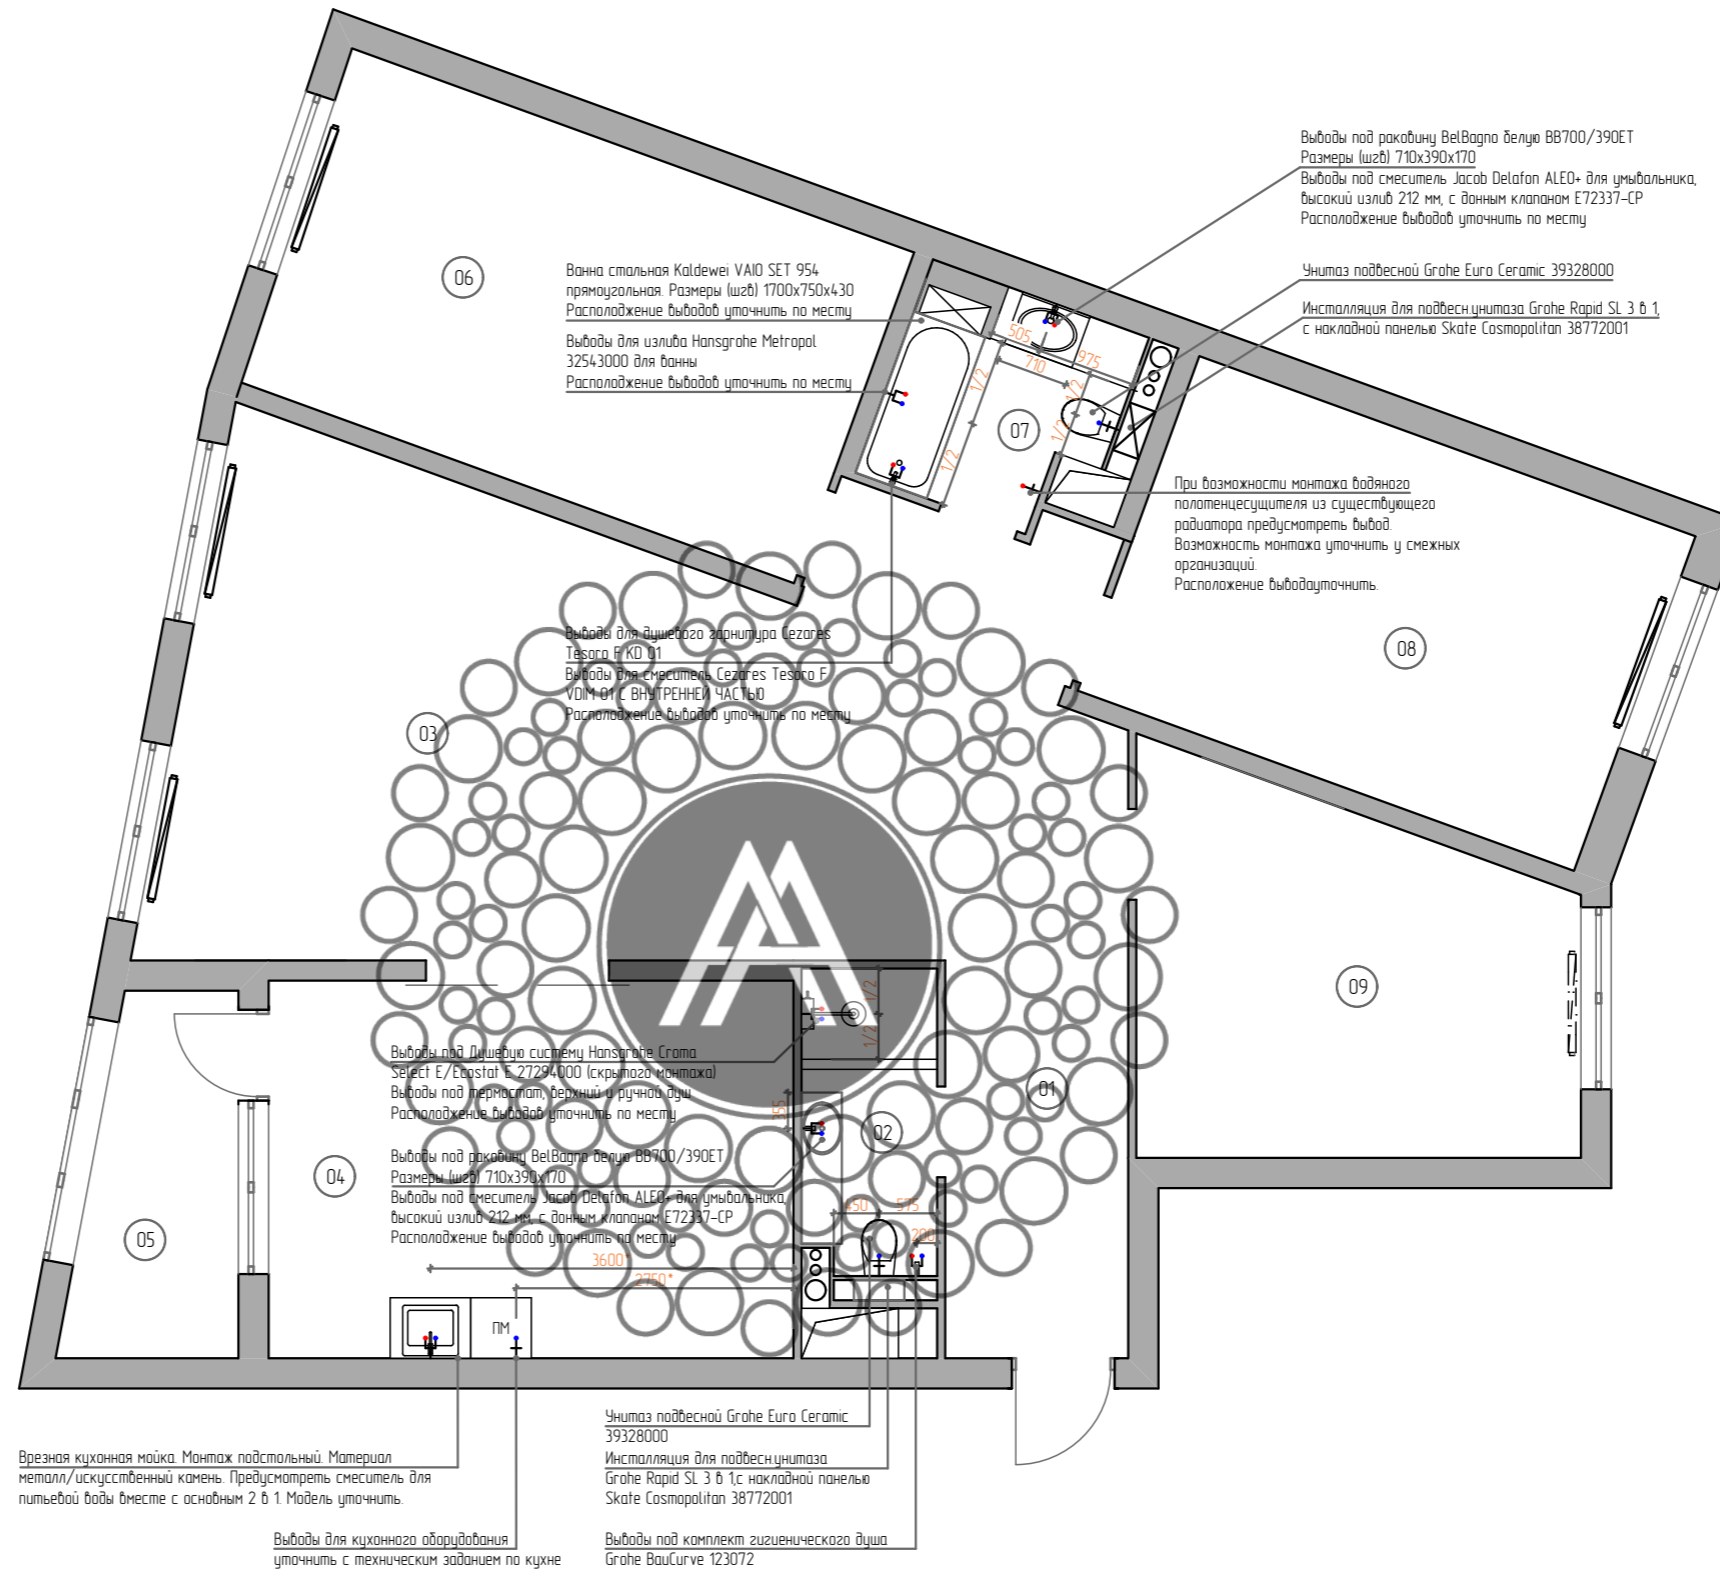 Выводы под раковину BelBagno белую BB700/390ET
Размеры (шгв) 710x390x170
Выводы под смеситель Jacob Delafon ALEO+ для умывальника,
высокий излив 212 мм, с донным клапаном E72337-CP
Располоджение выводов уточнить по месту
Унитаз подвесной Grohe Euro Ceramic 39328000
Инсталляция для подвесн.унитаза Grohe Rapid SL 3 в 1,
с накладной панелью Skate Cosmopolitan 38772001
Ванна стальная Kaldewei VAIO SET 954
прямоугольная. Размеры (шгв) 1700x750x430
Располоджение выводов уточнить по месту
Выводы для излива Hansgrohe Metropol
32543000 для ванны
Располоджение выводов уточнить по месту
06
505
975
710
1/2
1/2
1/2
1/2
07
При возможности монтажа водяного
полотенцесушителя из существующего
радиатора предусмотреть вывод.
Возможность монтажа уточнить у смежных
организаций.
Расположение выводауточнить.
08
Выводы для душевого гарнитура Cezares
Tesoro F KD 01
Выводы для смеситель Cezares Tesoro F
VDIM 01 С ВНУТРЕННЕЙ ЧАСТЬЮ
Располоджение выводов уточнить по месту
03
09
1/2
1/2
Выводы под Душевую систему Hansgrohe Croma
Select E/Ecostat E 27294000 (скрытого монтажа)
Выводы под термостат, верхний и ручной душ
Располоджение выводов уточнить по месту
355
01
02
Выводы под раковину BelBagno белую BB700/390ET
Размеры (шгв) 710x390x170
Выводы под смеситель Jacob Delafon ALEO+ для умывальника,
высокий излив 212 мм, с донным клапаном E72337-CP
Располоджение выводов уточнить по месту
04
05
450
575
200
3600*
2750*
ПМ
Унитаз подвесной Grohe Euro Ceramic
39328000
Инсталляция для подвесн.унитаза
Grohe Rapid SL 3 в 1,с накладной панелью
Skate Cosmopolitan 38772001
Врезная кухонная мойка. Монтаж подстольный. Материал
металл/искусственный камень. Предусмотреть смеситель для
питьевой воды вместе с основным 2 в 1. Модель уточнить.
Выводы для кухонного оборудования
уточнить с техническим заданием по кухне
Выводы под комплект гигиенического душа
Grohe BauCurve 123072